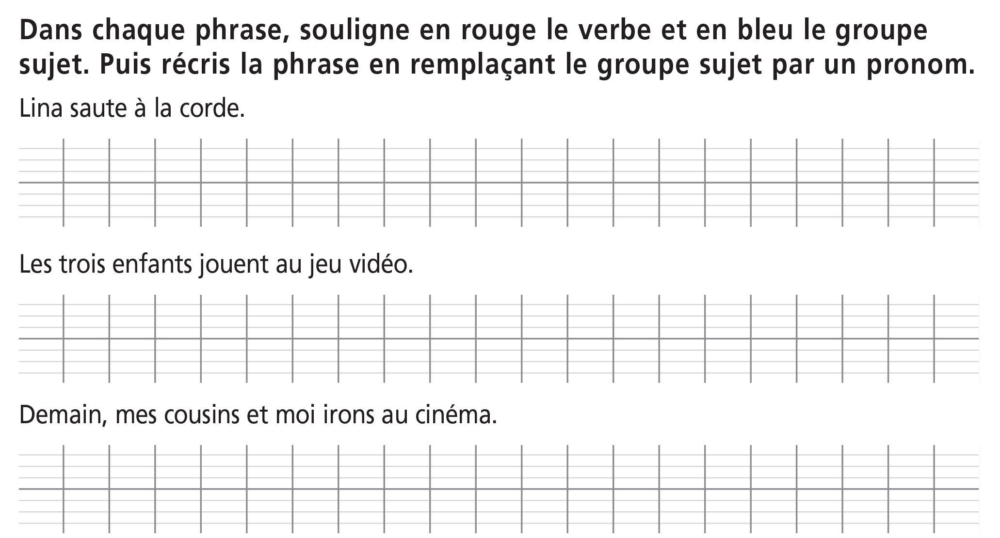 Dans chaque phrase, souligne en rouge le verbe et en bleu le groupe
sujet. Puis récris la phrase en remplaçant le groupe sujet par un pronom.
Lina saute à la corde.
Les trois enfants jouent au jeu vidéo.
Demain, mes cousins et moi irons au cinéma.